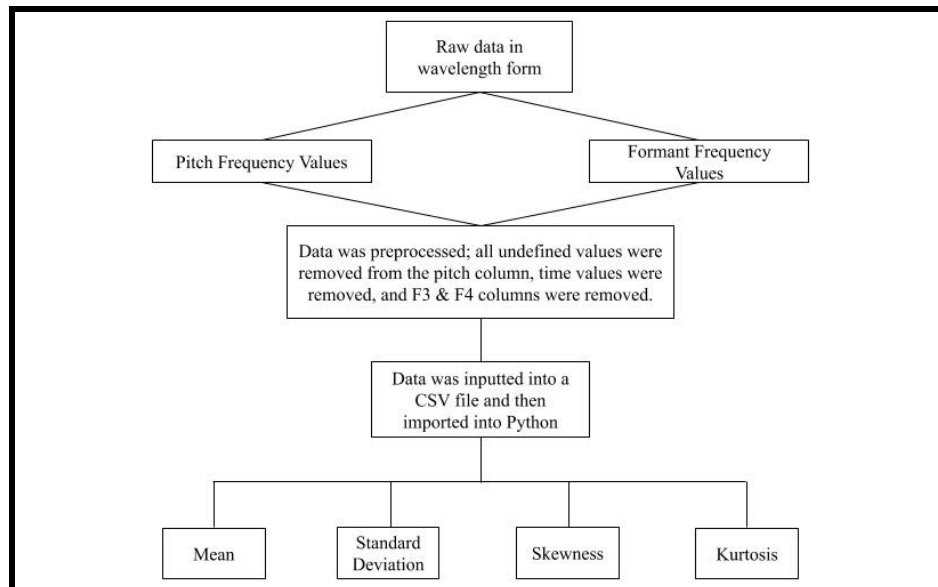 Raw data in
wavelength form
Pitch Frequency Values
Formant Frequency
Values
Data was preprocessed; all undefined values were
removed from the pitch column, time values were
removed, and F3 & F4 columns were removed.
Data was inputted into a
CSV file and then
imported into Python
Mean
Standard
Deviation
Skewness
Kurtosis